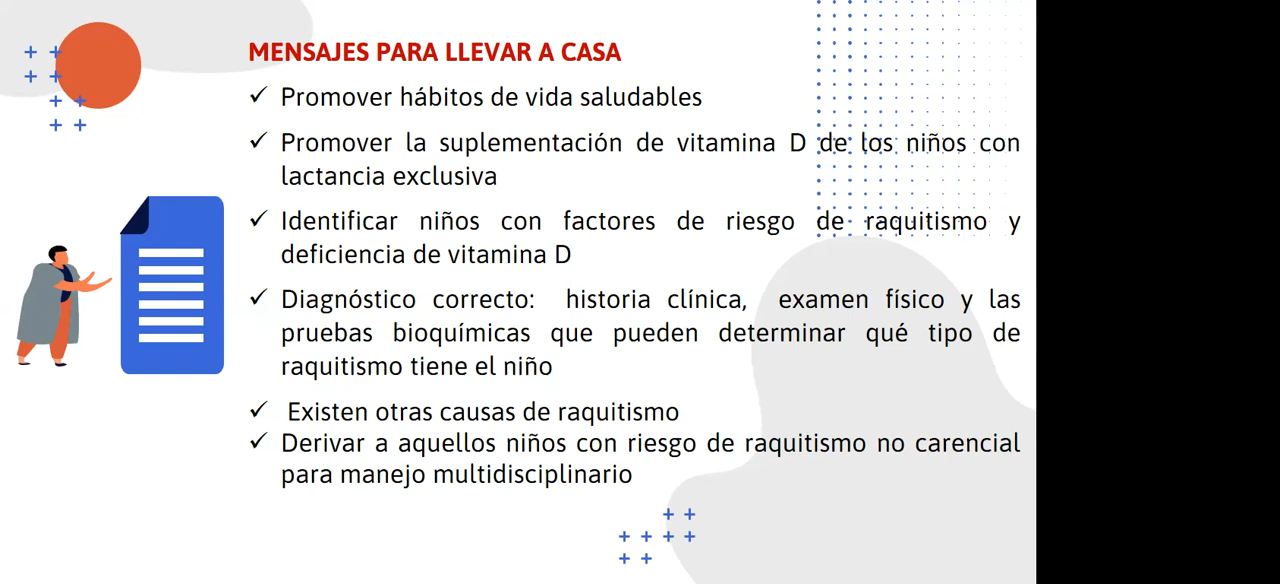 MENSAJES PARA LLEVAR A CASA
✓ Promover hábitos de vida saludables
✓ Promover la suplementación de vitamina D de los niños con
lactancia exclusiva
✓ Identificar niños con factores de riesgo de raquitismo y
deficiencia de vitamina D
✓ Diagnóstico correcto: historia clínica, examen físico y las
pruebas bioquímicas que pueden determinar qué tipo de
raquitismo tiene el niño
✓ Existen otras causas de raquitismo
✓ Derivar a aquellos niños con riesgo de raquitismo no carencial
para manejo multidisciplinario